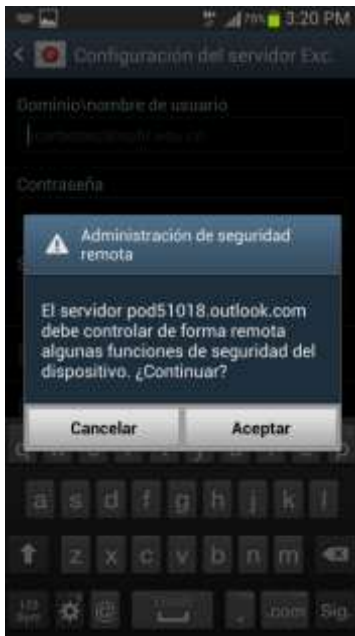 3:20 PM
Configuración del servidor Exc.
Dominio\nombre de usuario
Contraseña
Administración de seguridad
remota
El servidor pod51018.outlook.com
debe controlar de forma remota
algunas funciones de seguridad del
dispositivo. ¿Continuar?
Cancelar Aceptar
a s d f g h j k l
z x c v b n m
@ . .com Sig.